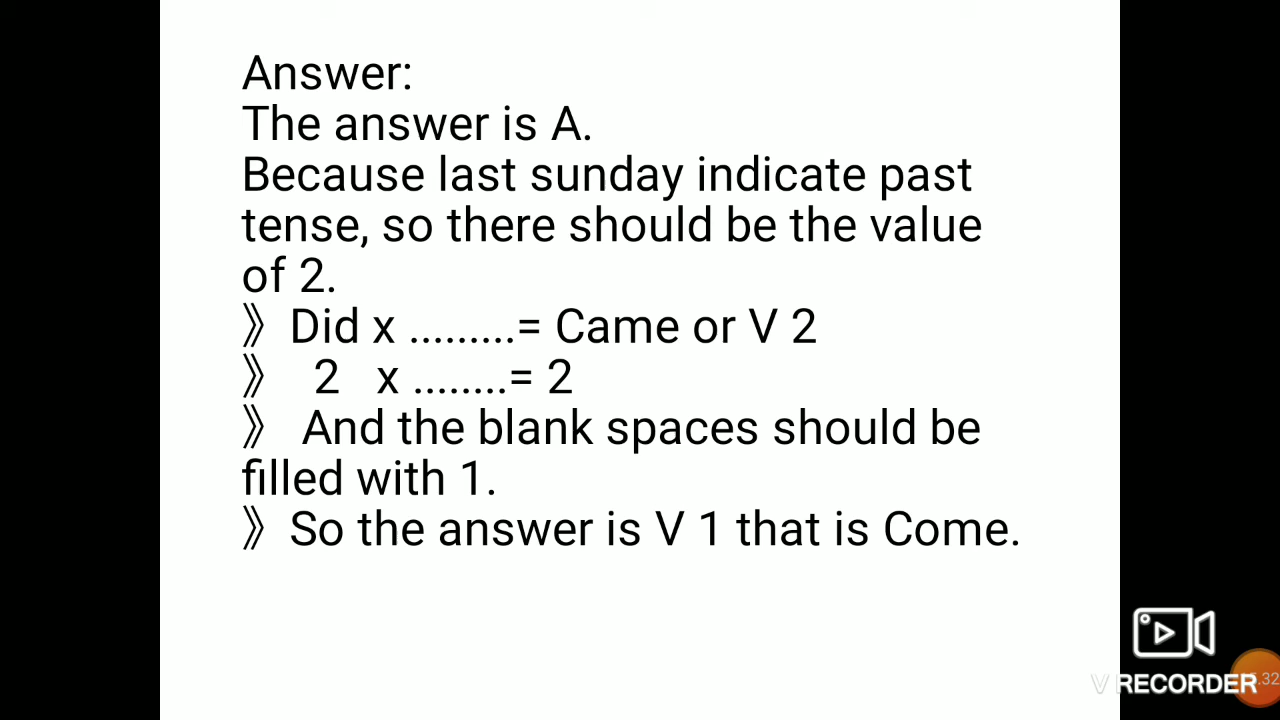 Answer:
The answer is A.
Because last sunday indicate past
tense, so there should be the value
of 2.
》Did x .........= Came or V 2
》 2 x ........= 2
》 And the blank spaces should be
filled with 1.
》So the answer is V 1 that is Come.
V RECORDER